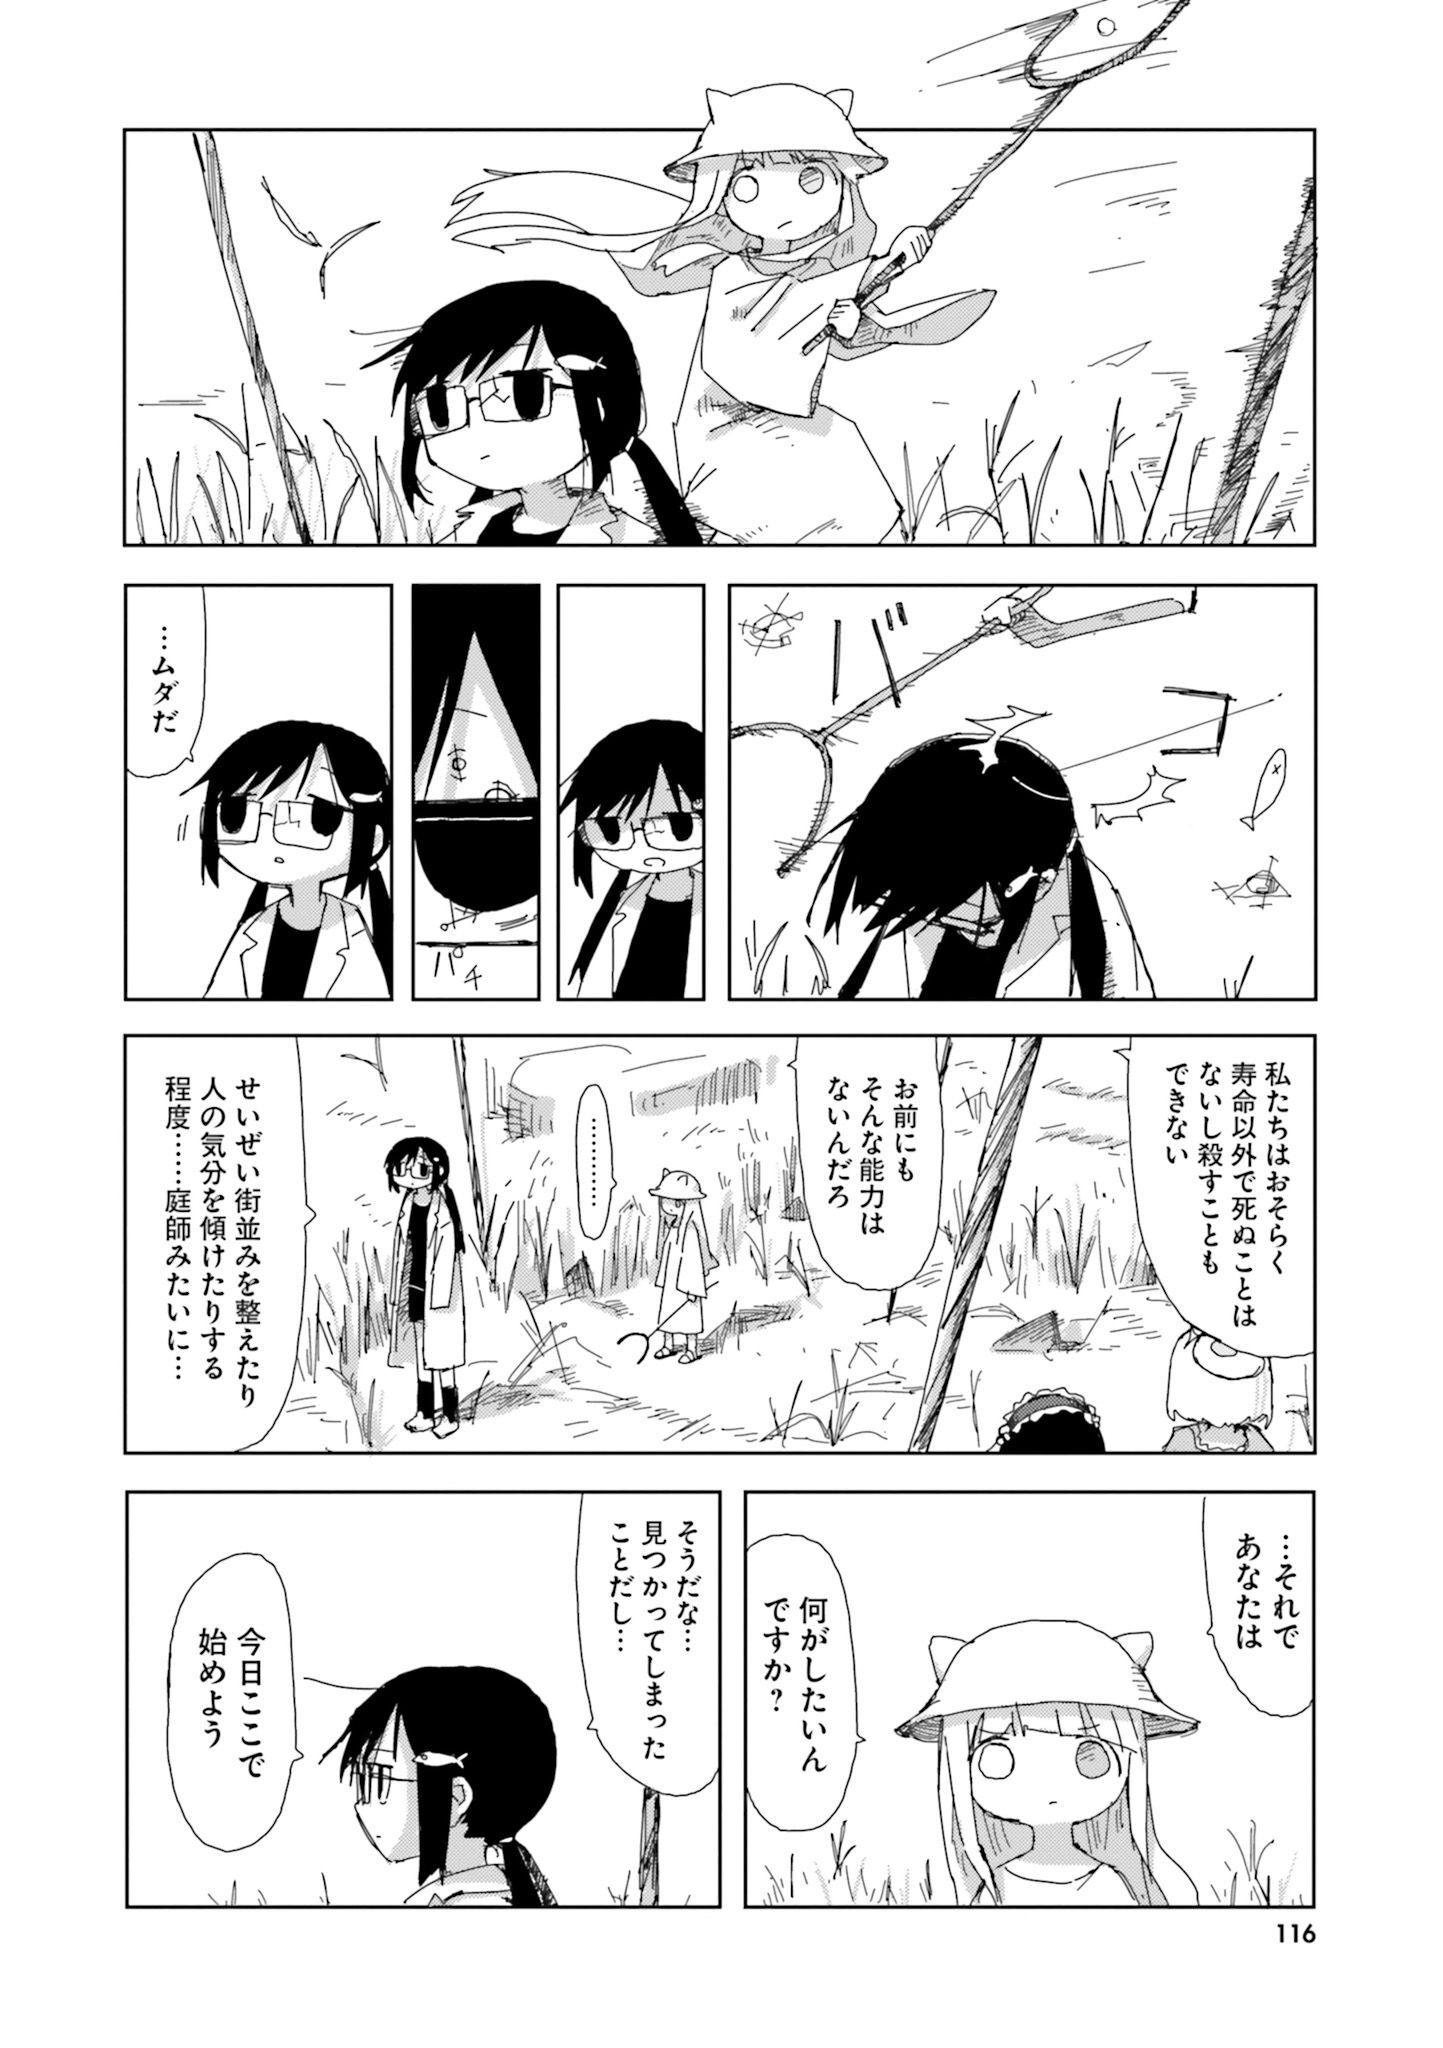 バコ
パチ
…ムダだ
私たちはおそらく
寿命以外で死ぬことは
ないし殺すことも
できない
お前にも
そんな能力は
ないんだろ
…………
せいぜい街並みを整えたり
人の気分を傾けたりする
程度……庭師みたいに…
…それで
あなたは
何がしたいん
ですか?
そうだな…
見つかってしまった
ことだし…
今日ここで
始めよう
116